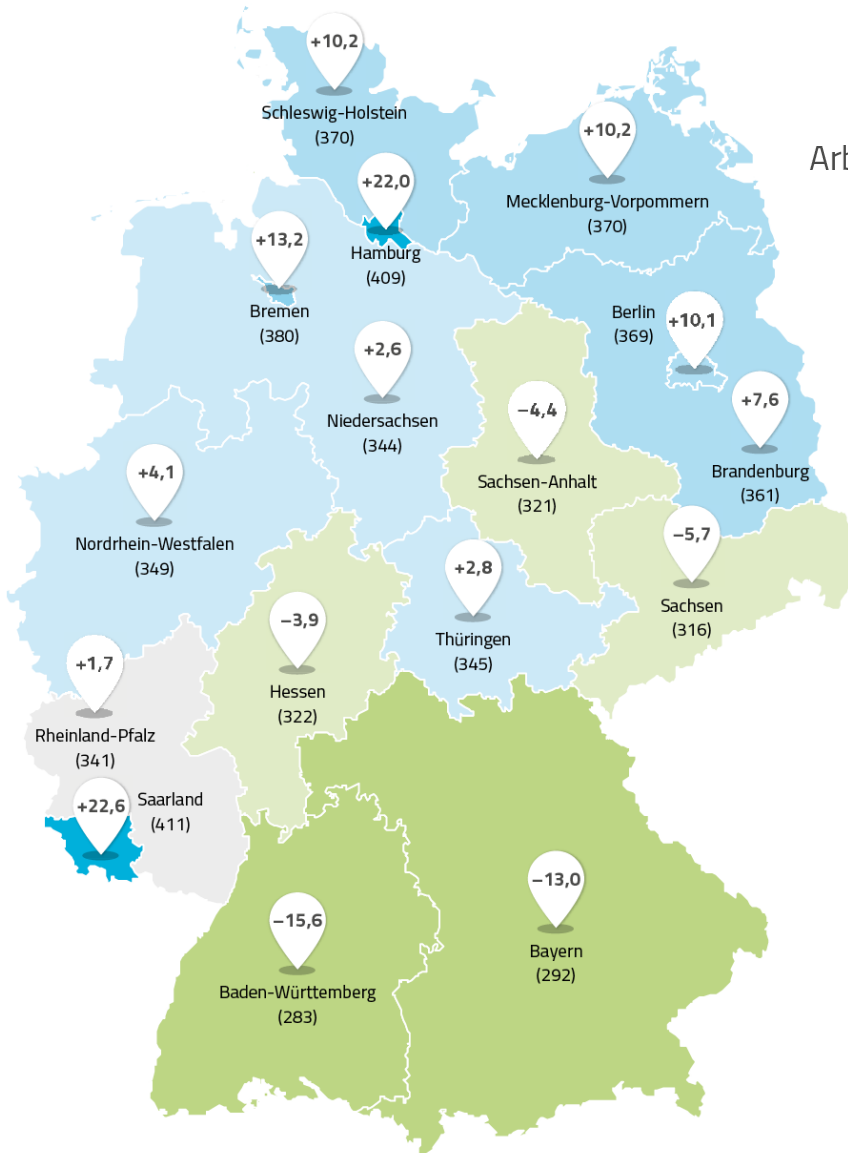 +10,2
Schleswig-Holstein
(370)
+10,2
Mecklenburg-Vorpommern
(370)
Arb
+22,0
Hamburg
(409)
+13,2
Bremen
(380)
Berlin
(369)
+10,1
+2,6
Niedersachsen
(344)
−4,4
Sachsen-Anhalt
(321)
+7,6
Brandenburg
(361)
+4,1
Nordrhein-Westfalen
(349)
−5,7
Sachsen
(316)
+2,8
Thüringen
(345)
−3,9
Hessen
(322)
+1,7
Rheinland-Pfalz
(341)
+22,6
Saarland
(411)
−13,0
Bayern
(292)
−15,6
Baden-Württemberg
(283)